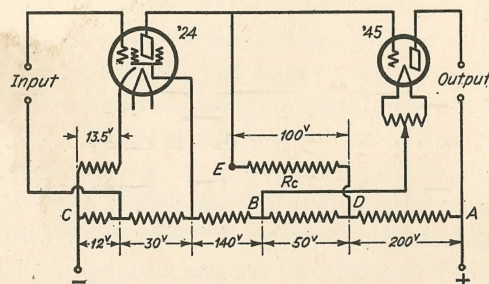 '24
'45
Input
Output
13.5V
100V
E
Rc
C
B
D
A
12V
30V
140V
50V
200V
−
+